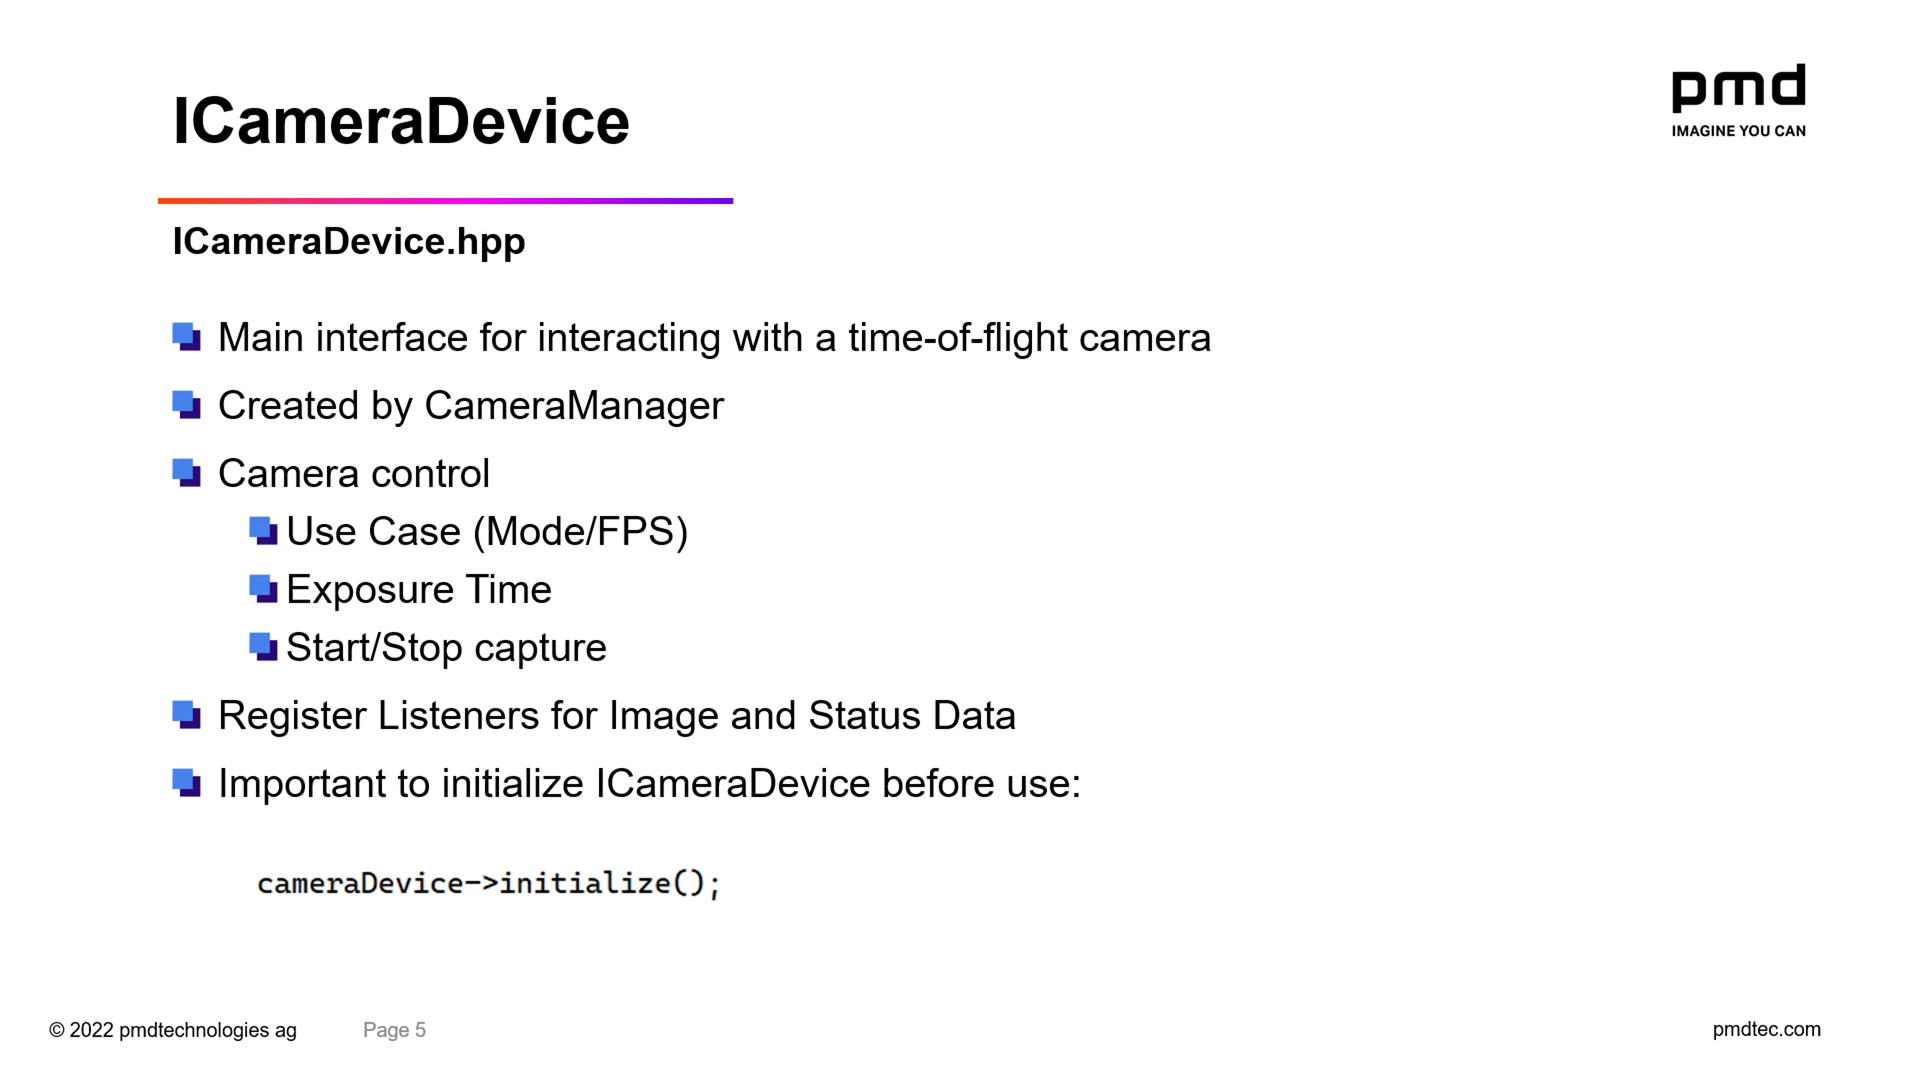 ICameraDevice
pmd
IMAGINE YOU CAN
ICameraDevice.hpp
Main interface for interacting with a time-of-flight camera
Created by CameraManager
Camera control
Use Case (Mode/FPS)
Exposure Time
Start/Stop capture
Register Listeners for Image and Status Data
Important to initialize ICameraDevice before use:
cameraDevice->initialize();
© 2022 pmdtechnologies ag
Page 5
pmdtec.com